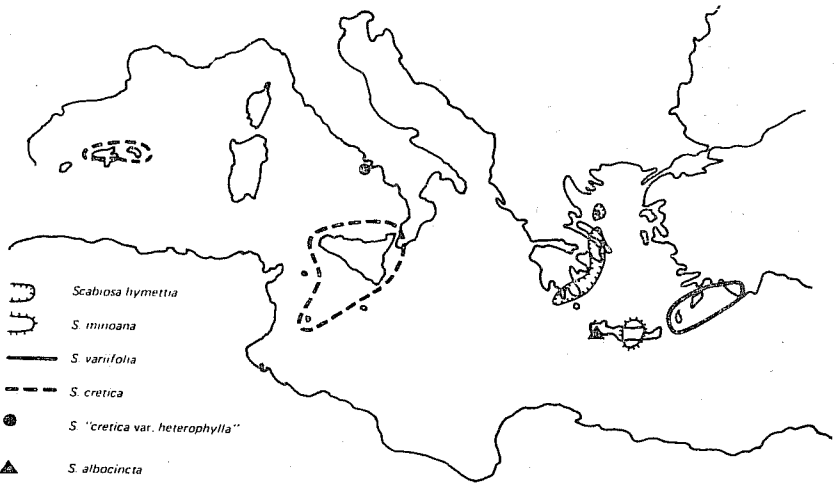 Scabiosa hymettia
S. minoana
S. variifolia
S. cretica
S. "cretica var. heterophylla"
S. albocincta